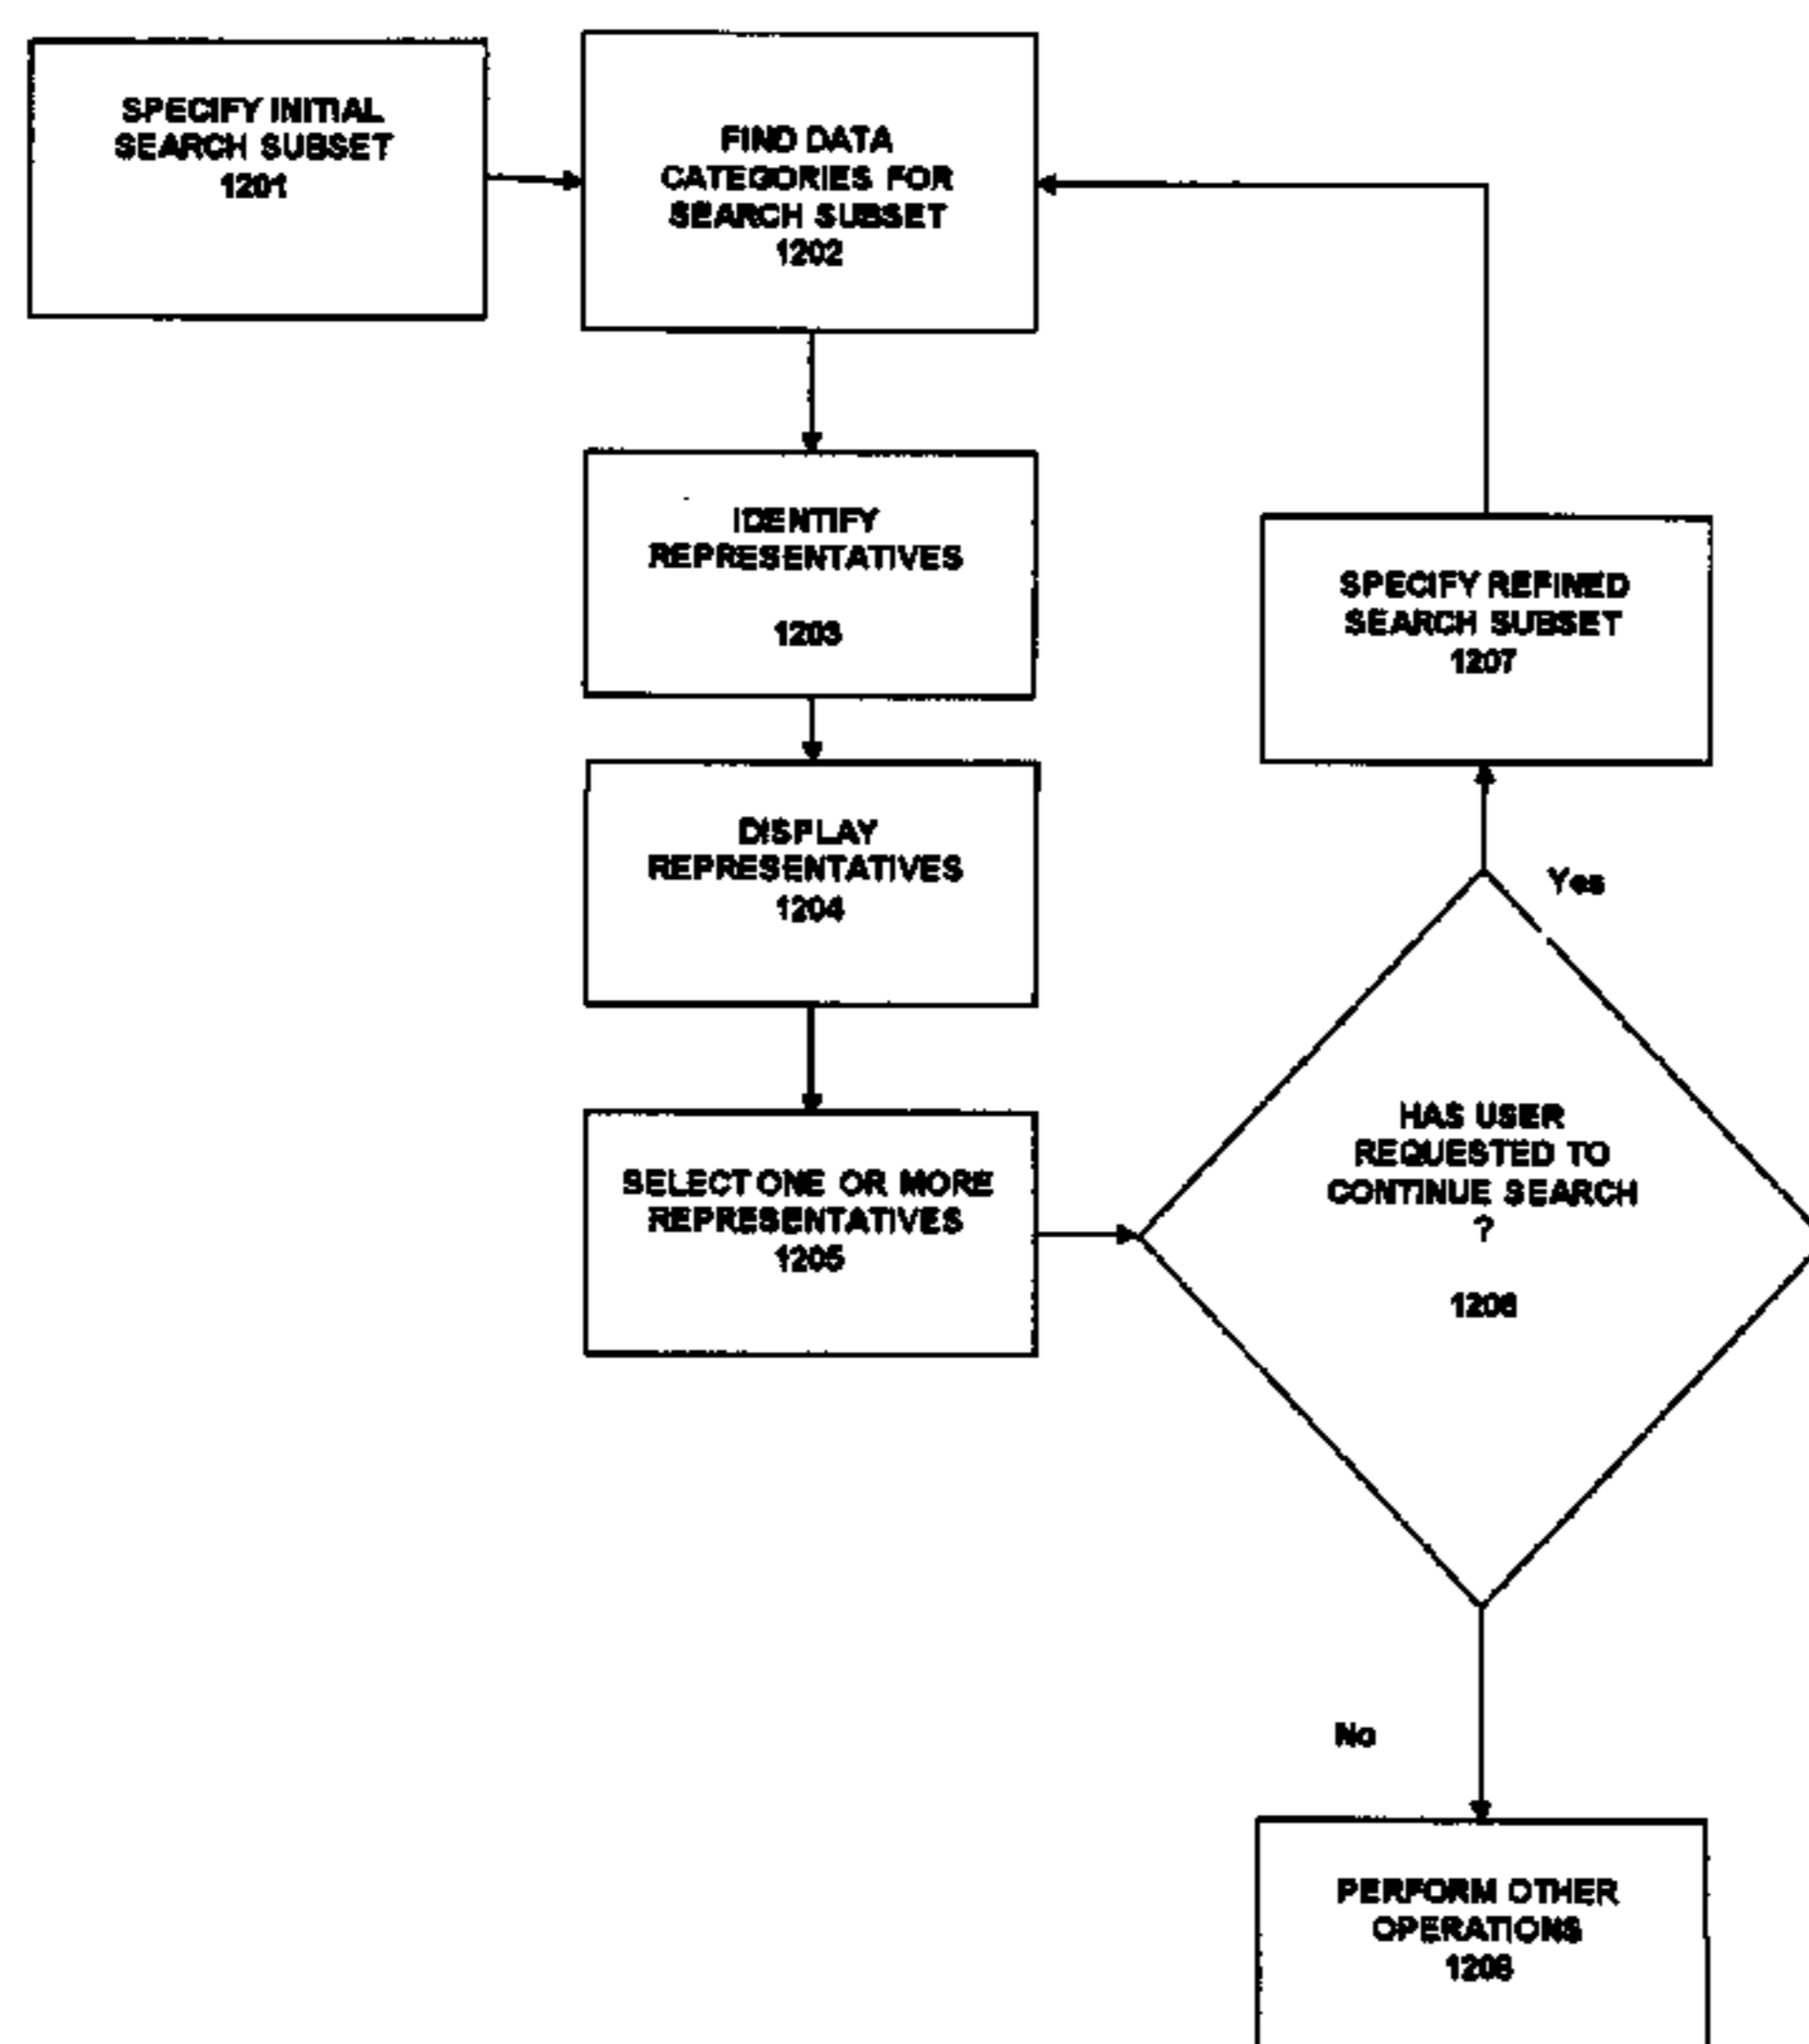 SPECIFY INITIAL
SEARCH SUBSET
1201
FIND DATA
CATEGORIES FOR
SEARCH SUBSET
1202
IDENTIFY
REPRESENTATIVES
1203
DISPLAY
REPRESENTATIVES
1204
SELECT ONE OR MORE
REPRESENTATIVES
1205
HAS USER
REQUESTED TO
CONTINUE SEARCH
?
1206
Yes
SPECIFY REFINED
SEARCH SUBSET
1207
No
PERFORM OTHER
OPERATIONS
1208